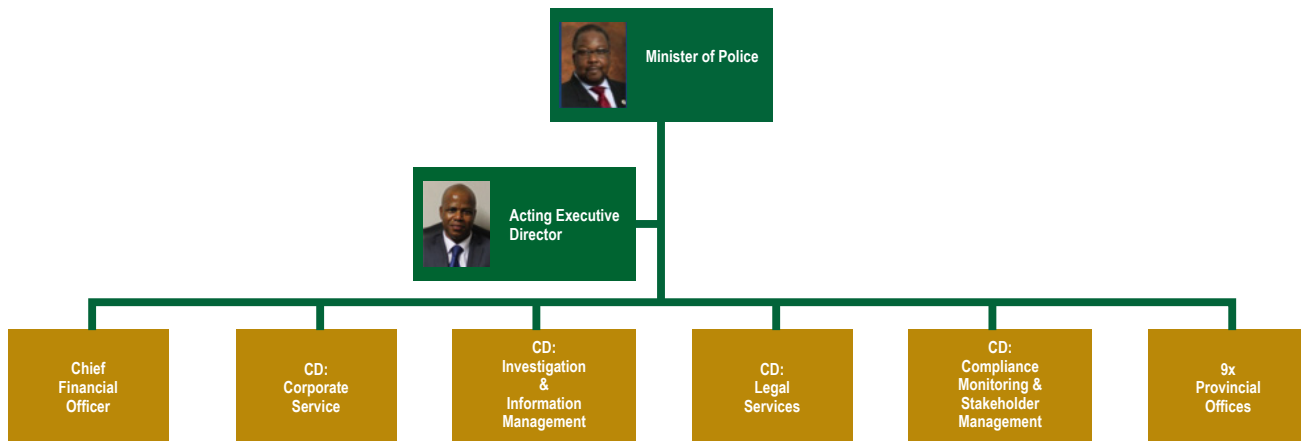 Minister of Police
Acting Executive
Director
Chief
Financial
Officer
CD:
Corporate
Service
CD:
Investigation
&
Information
Management
CD:
Legal
Services
CD:
Compliance
Monitoring &
Stakeholder
Management
9x
Provincial
Offices